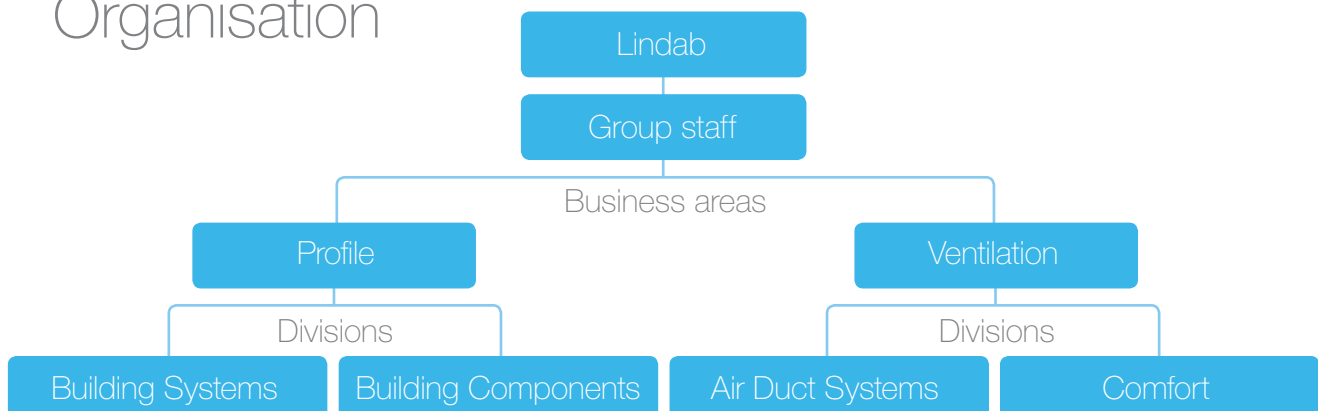 Organisation
Lindab
Group staff
Business areas
Profile
Ventilation
Divisions
Divisions
Building Systems
Building Components
Air Duct Systems
Comfort